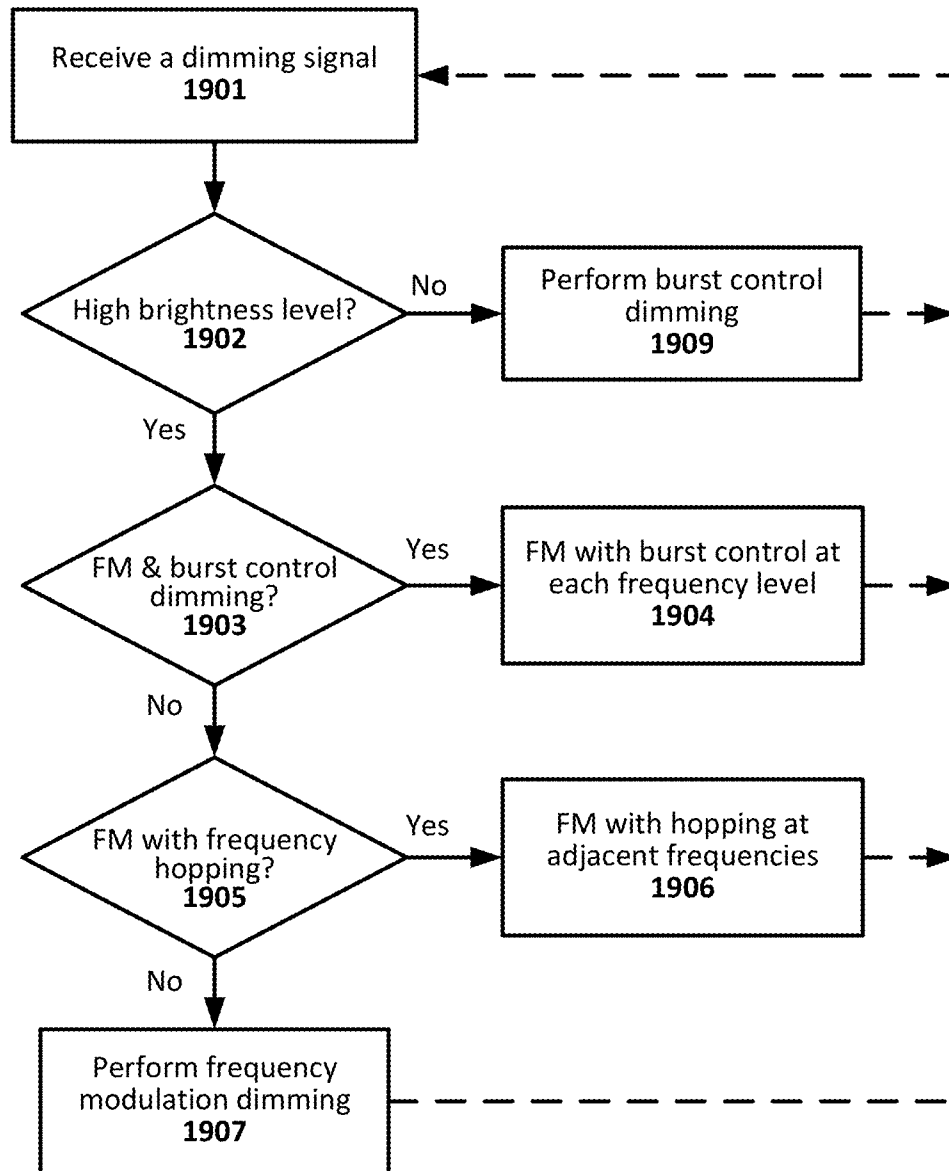 Receive a dimming signal
1901
High brightness level?
1902
No
Perform burst control
dimming
1909
Yes
FM & burst control
dimming?
1903
Yes
FM with burst control at
each frequency level
1904
No
FM with frequency
hopping?
1905
Yes
FM with hopping at
adjacent frequencies
1906
No
Perform frequency
modulation dimming
1907